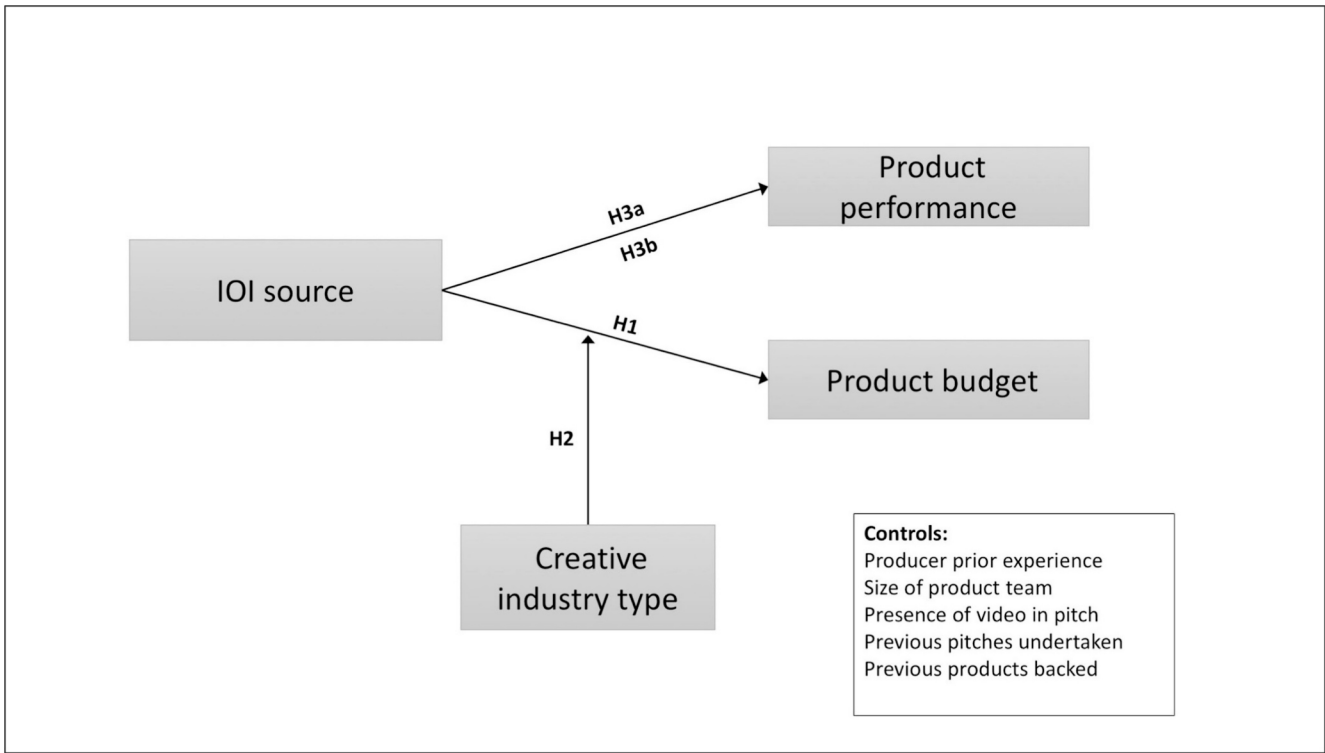 Product
performance
H3a
H3b
IOI source
H1
Product budget
H2
Creative
industry type
Controls:
Producer prior experience
Size of product team
Presence of video in pitch
Previous pitches undertaken
Previous products backed